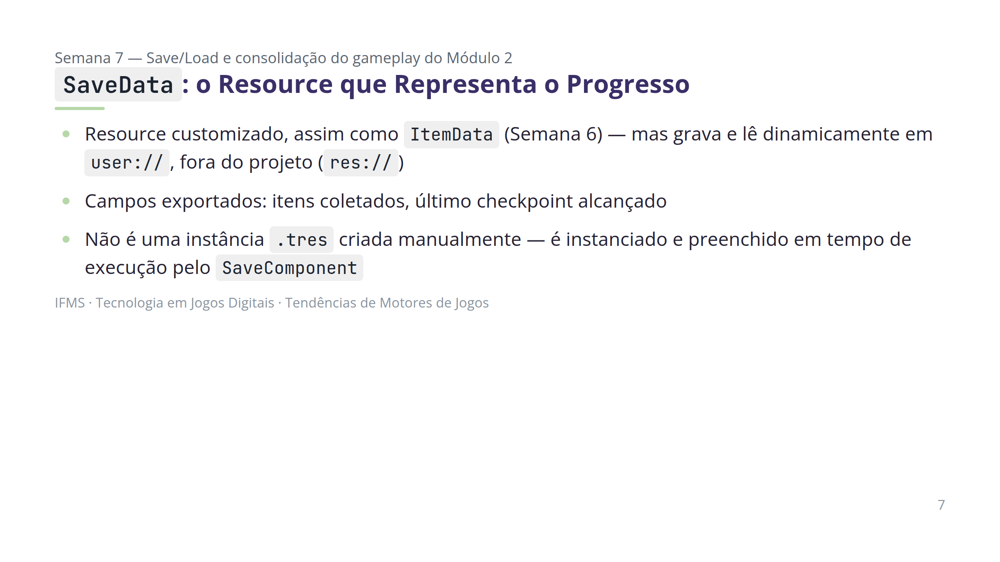 Semana 7 — Save/Load e consolidação do gameplay do Módulo 2
SaveData: o Resource que Representa o Progresso
Resource customizado, assim como ItemData (Semana 6) — mas grava e lê dinamicamente em
user://, fora do projeto (res://)
Campos exportados: itens coletados, último checkpoint alcançado
Não é uma instância .tres criada manualmente — é instanciado e preenchido em tempo de
execução pelo SaveComponent
IFMS · Tecnologia em Jogos Digitais · Tendências de Motores de Jogos
7